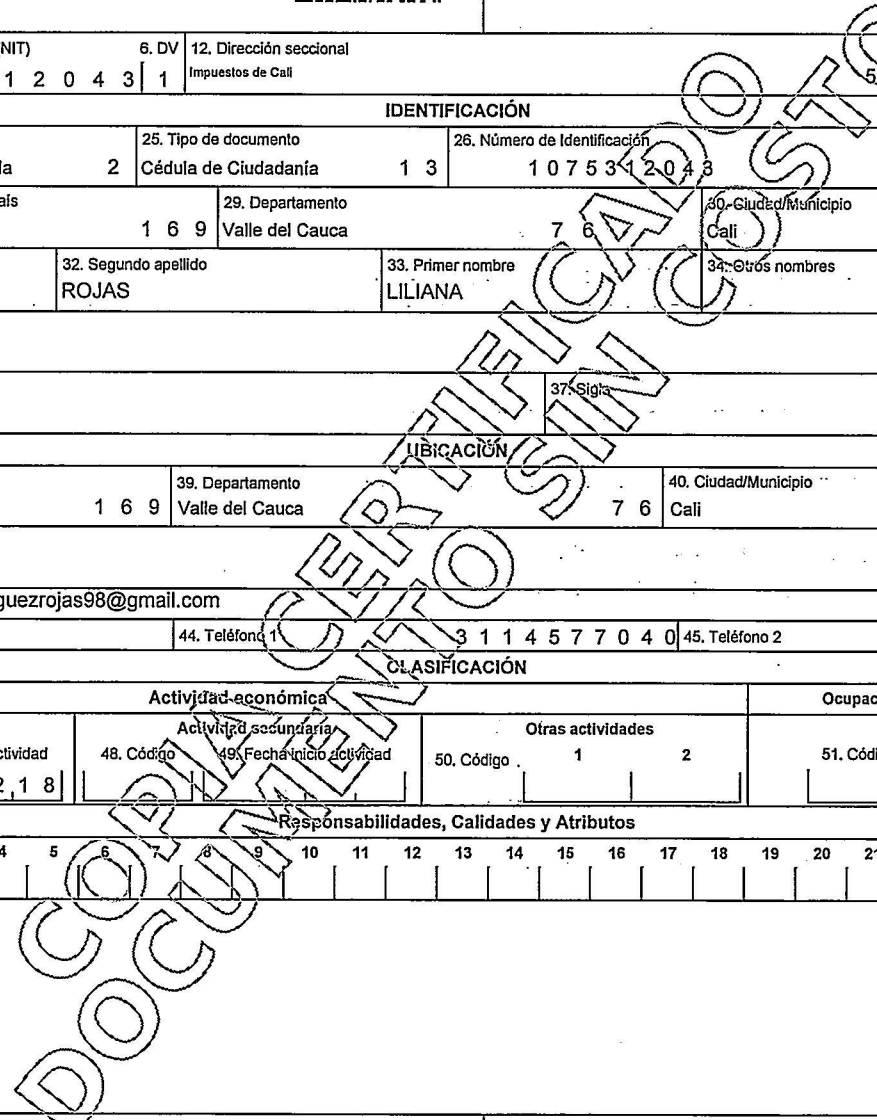 NIT) 6. DV 12. Dirección seccional
1 2 0 4 3 1 Impuestos de Cali 5
IDENTIFICACIÓN
25. Tipo de documento 26. Número de Identificación
ia 2 Cédula de Ciudadanía 1 3 1 0 7 5 3 1 2 0 4 3
aís 29. Departamento 30. Ciudad/Municipio
1 6 9 Valle del Cauca 7 6 Cali
32. Segundo apellido 33. Primer nombre 34. Otros nombres
ROJAS LILIANA
37. Sigla
UBICACIÓN
39. Departamento 40. Ciudad/Municipio
1 6 9 Valle del Cauca 7 6 Cali
guezrojas98@gmail.com
44. Teléfono 1 3 1 1 4 5 7 7 0 4 0 45. Teléfono 2
CLASIFICACIÓN
Actividad económica Ocupac
Actividad secundaria Otras actividades
ctividad 48. Código 49. Fecha inicio actividad 50. Código 1 2 51. Códi
2 1 8
Responsabilidades, Calidades y Atributos
4 5 6 7 8 9 10 11 12 13 14 15 16 17 18 19 20 21
COPIA CERTIFICADO
DOCUMENTO SIN COSTO